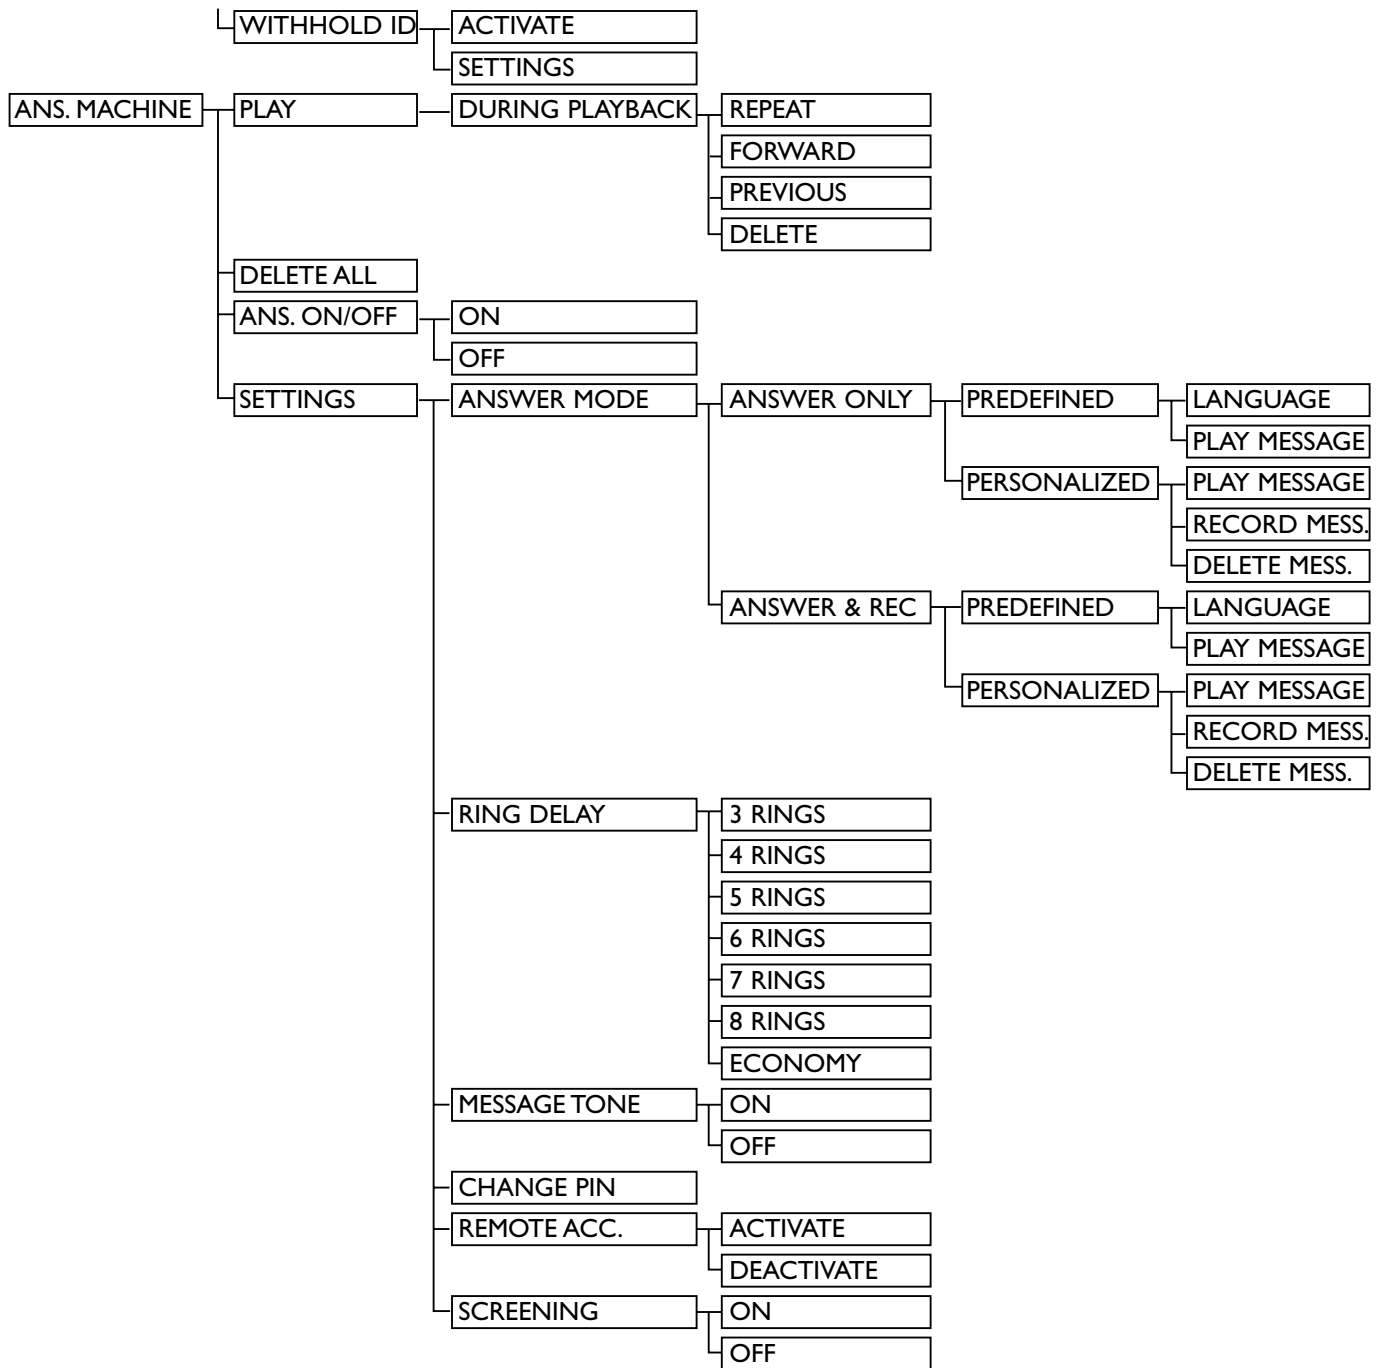 WITHHOLD ID ACTIVATE
SETTINGS
ANS. MACHINE PLAY DURING PLAYBACK REPEAT
FORWARD
PREVIOUS
DELETE
DELETE ALL
ANS. ON/OFF ON
OFF
SETTINGS ANSWER MODE ANSWER ONLY PREDEFINED LANGUAGE
PLAY MESSAGE
PERSONALIZED PLAY MESSAGE
RECORD MESS.
DELETE MESS.
ANSWER & REC PREDEFINED LANGUAGE
PLAY MESSAGE
PERSONALIZED PLAY MESSAGE
RECORD MESS.
DELETE MESS.
RING DELAY 3 RINGS
4 RINGS
5 RINGS
6 RINGS
7 RINGS
8 RINGS
ECONOMY
MESSAGE TONE ON
OFF
CHANGE PIN
REMOTE ACC. ACTIVATE
DEACTIVATE
SCREENING ON
OFF